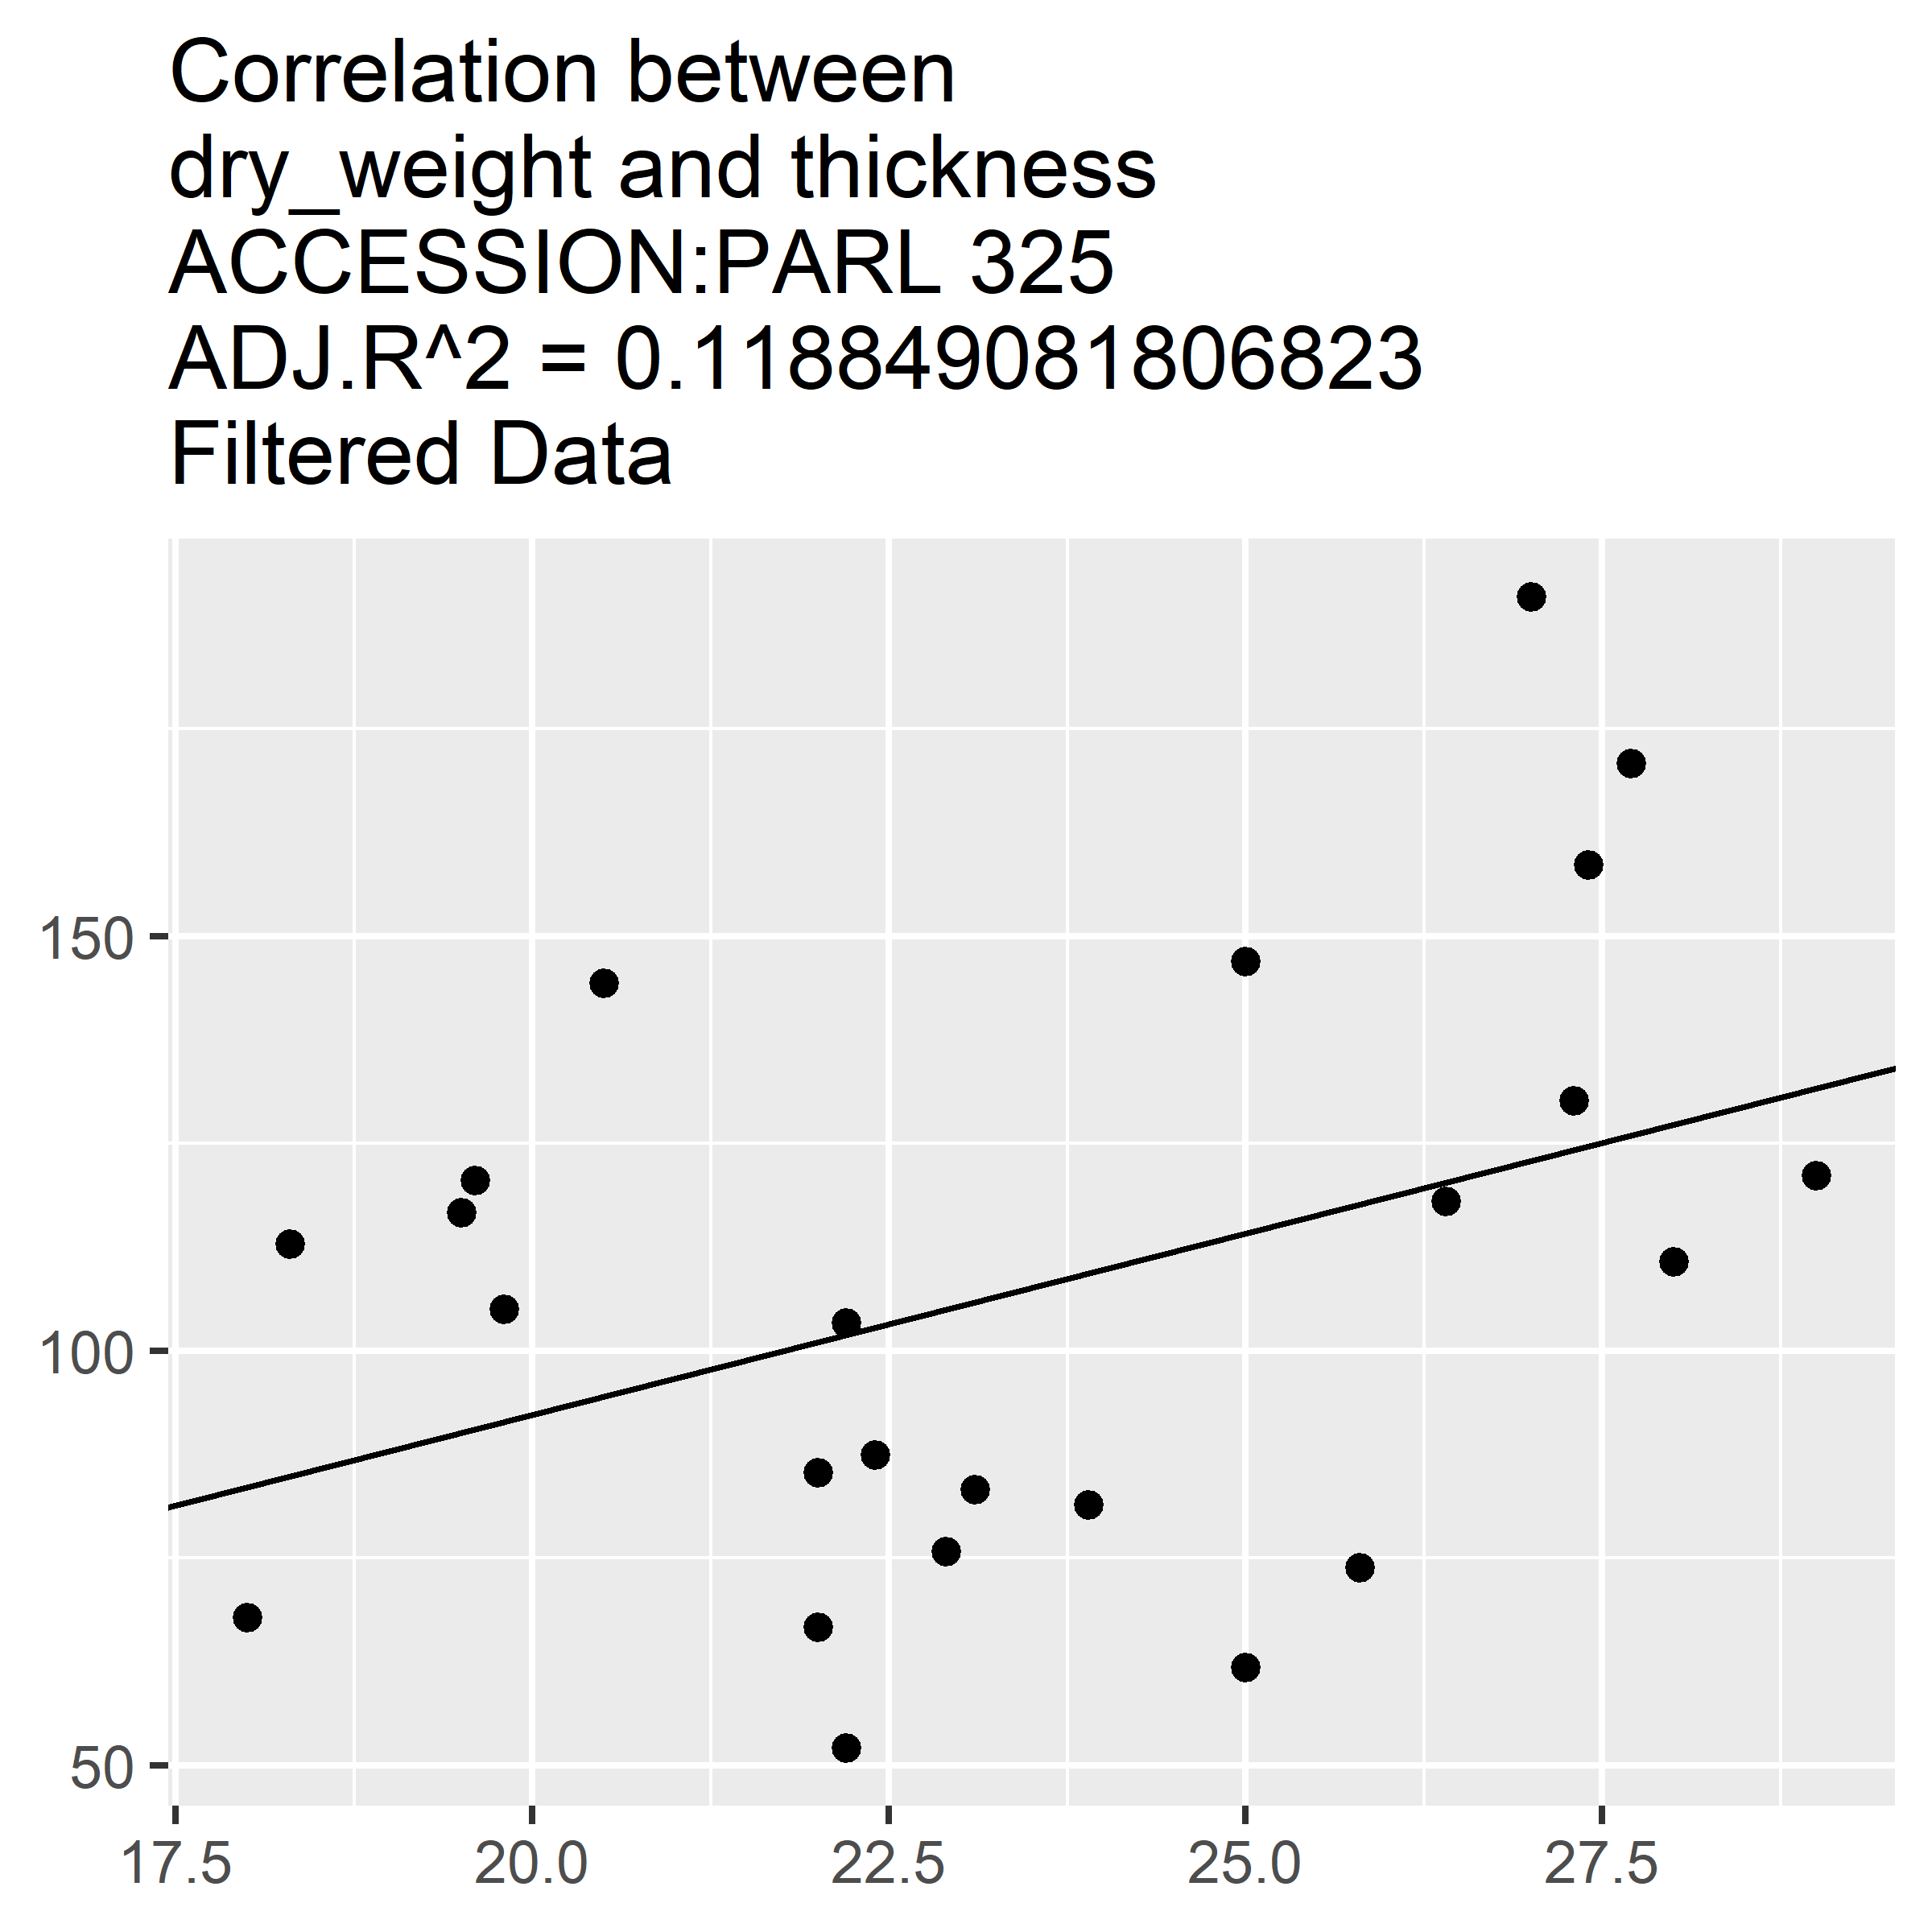 Correlation between
dry_weight and thickness
ACCESSION:PARL 325
ADJ.R^2 = 0.118849081806823
Filtered Data
150
100
50
17.5 20.0 22.5 25.0 27.5